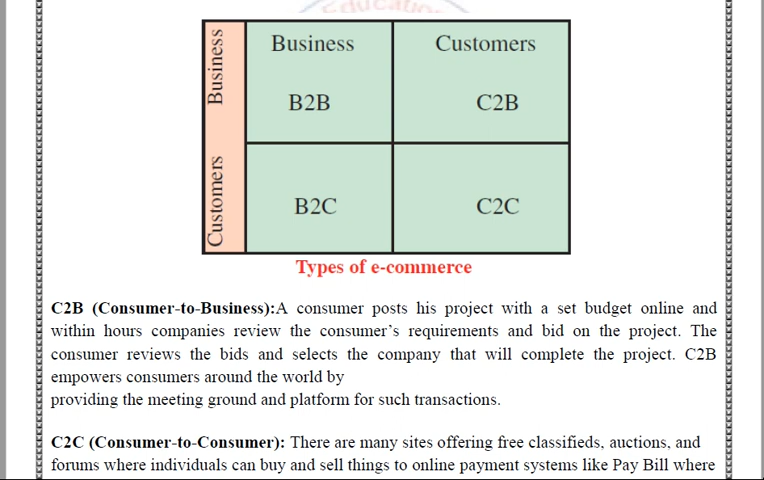 Education
Business Customers
Business
B2B C2B
Customers
B2C C2C
Types of e-commerce
C2B (Consumer-to-Business):A consumer posts his project with a set budget online and
within hours companies review the consumer's requirements and bid on the project. The
consumer reviews the bids and selects the company that will complete the project. C2B
empowers consumers around the world by
providing the meeting ground and platform for such transactions.
C2C (Consumer-to-Consumer): There are many sites offering free classifieds, auctions, and
forums where individuals can buy and sell things to online payment systems like Pay Bill where